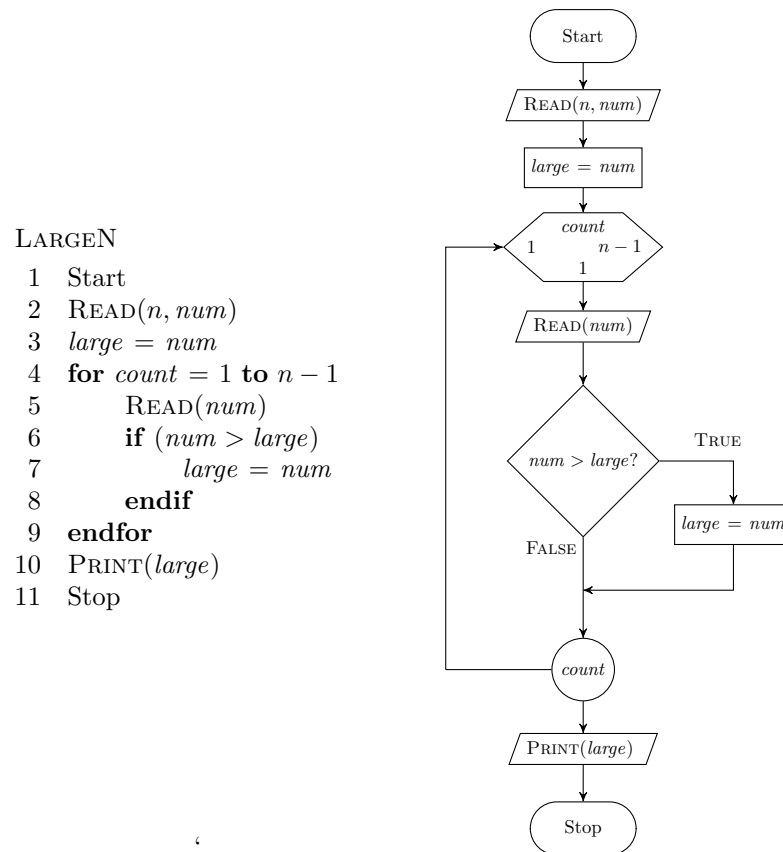 LARGEN
1 Start
2 READ(n, num)
3 large = num
4 for count = 1 to n − 1
5 READ(num)
6 if (num > large)
7 large = num
8 endif
9 endfor
10 PRINT(large)
11 Stop
‘
Start
READ(n, num)
large = num
count
1 n − 1
1
READ(num)
num > large?
TRUE
large = num
FALSE
count
PRINT(large)
Stop